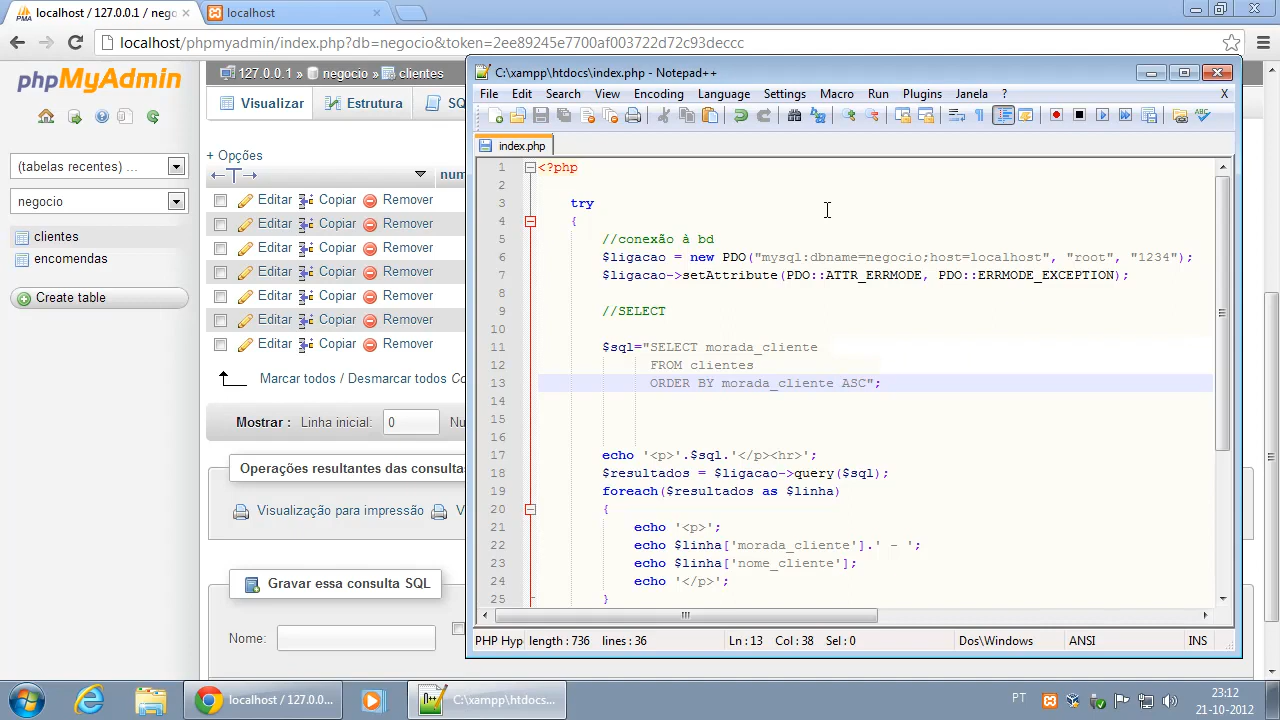 localhost / 127.0.0.1 / nego
localhost
localhost/phpmyadmin/index.php?db=negocio&token=2ee89245e7700af003722d72c93deccc
phpMyAdmin
(tabelas recentes) ...
negocio
clientes
encomendas
Create table
127.0.0.1 » negocio » clientes
Visualizar
Estrutura
SQ
+ Opções
←T→
num
Editar Copiar Remover
Editar Copiar Remover
Editar Copiar Remover
Editar Copiar Remover
Editar Copiar Remover
Editar Copiar Remover
Editar Copiar Remover
Marcar todos / Desmarcar todos Co
Mostrar : Linha inicial: 0 Nu
Operações resultantes das consulta
Visualização para impressão V
Gravar essa consulta SQL
Nome:
C:\xampp\htdocs\index.php - Notepad++
File Edit Search View Encoding Language Settings Macro Run Plugins Janela ? X
index.php
1 <?php
2
3 try
4 {
5 //conexão à bd
6 $ligacao = new PDO("mysql:dbname=negocio;host=localhost", "root", "1234");
7 $ligacao->setAttribute(PDO::ATTR_ERRMODE, PDO::ERRMODE_EXCEPTION);
8
9 //SELECT
10
11 $sql="SELECT morada_cliente
12 FROM clientes
13 ORDER BY morada_cliente ASC";
14
15
16
17 echo '<p>'.$sql.'</p><hr>';
18 $resultados = $ligacao->query($sql);
19 foreach($resultados as $linha)
20 {
21 echo '<p>';
22 echo $linha['morada_cliente'].' - ';
23 echo $linha['nome_cliente'];
24 echo '</p>';
25 }
PHP Hyp length : 736 lines : 36 Ln : 13 Col : 38 Sel : 0 Dos\Windows ANSI INS
localhost / 127.0.0...
C:\xampp\htdocs...
PT
23:12
21-10-2012